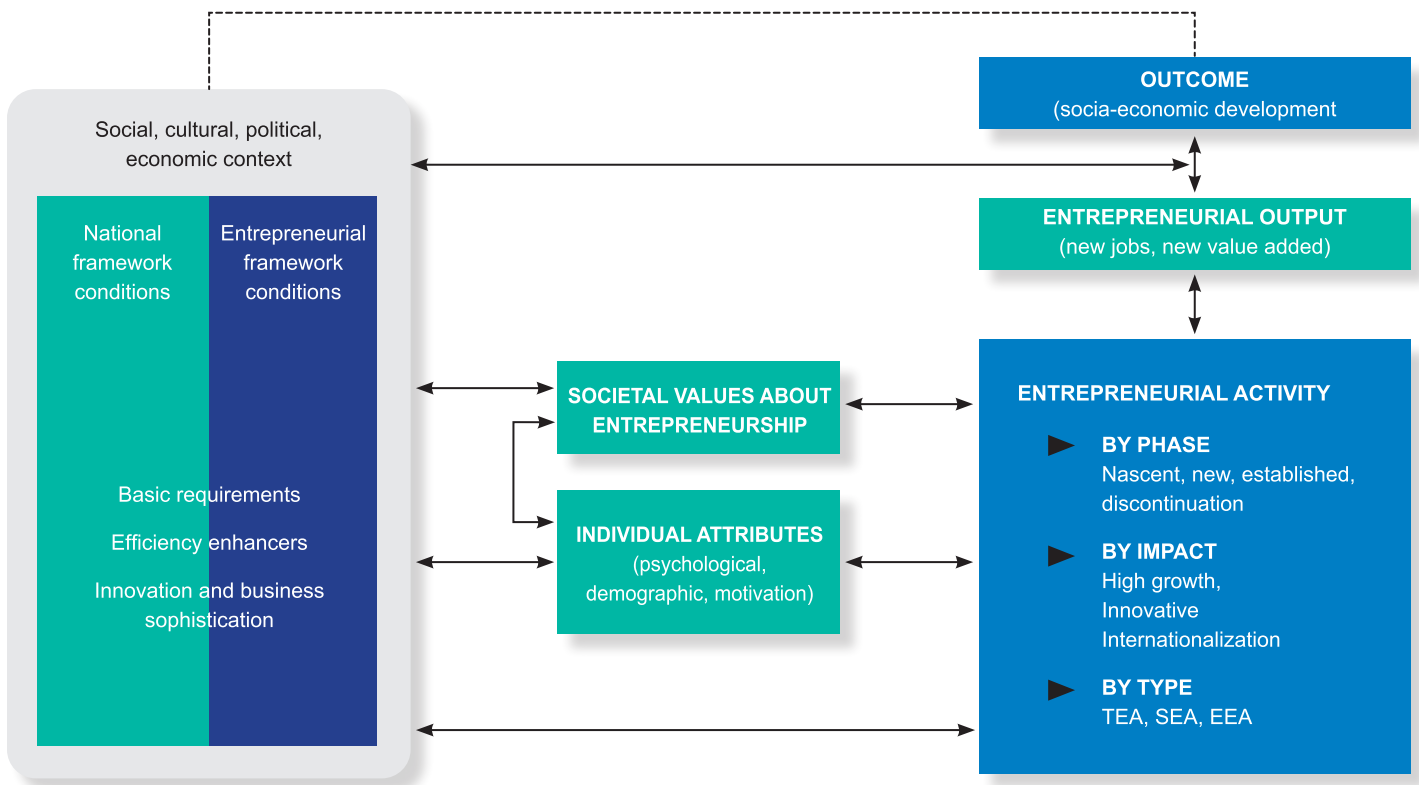 OUTCOME
(socia-economic development
Social, cultural, political,
economic context
National
framework
conditions
Entrepreneurial
framework
conditions
Basic requirements
Efficiency enhancers
Innovation and business
sophistication
ENTREPRENEURIAL OUTPUT
(new jobs, new value added)
SOCIETAL VALUES ABOUT
ENTREPRENEURSHIP
INDIVIDUAL ATTRIBUTES
(psychological,
demographic, motivation)
ENTREPRENEURIAL ACTIVITY
BY PHASE
Nascent, new, established,
discontinuation
BY IMPACT
High growth,
Innovative
Internationalization
BY TYPE
TEA, SEA, EEA